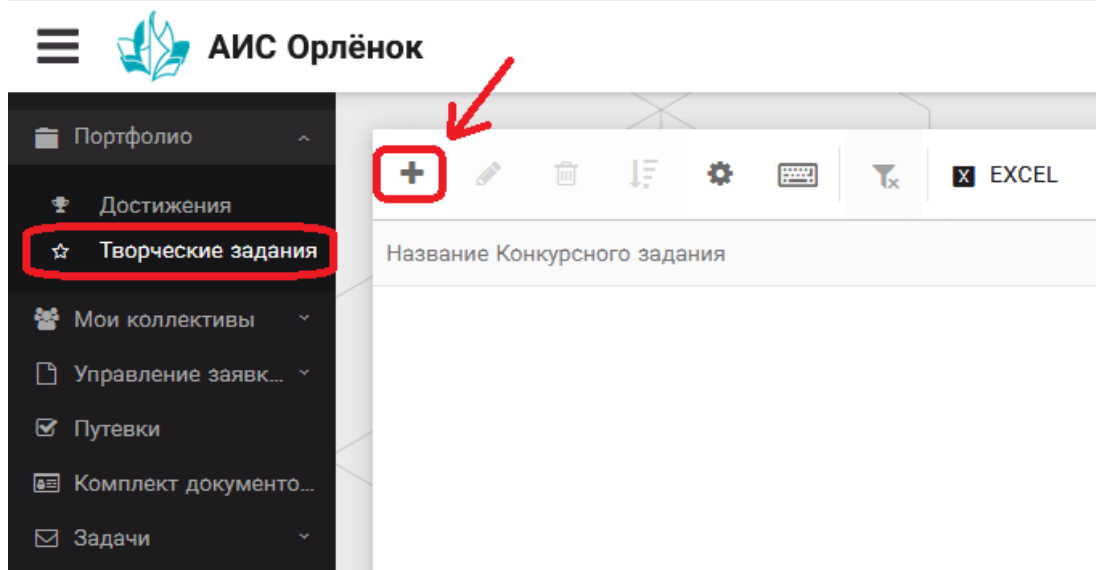 АИС Орлёнок
Портфолио
Достижения
Творческие задания
Мои коллективы
Управление заявк...
Путевки
Комплект документо...
Задачи
X EXCEL
Название Конкурсного задания